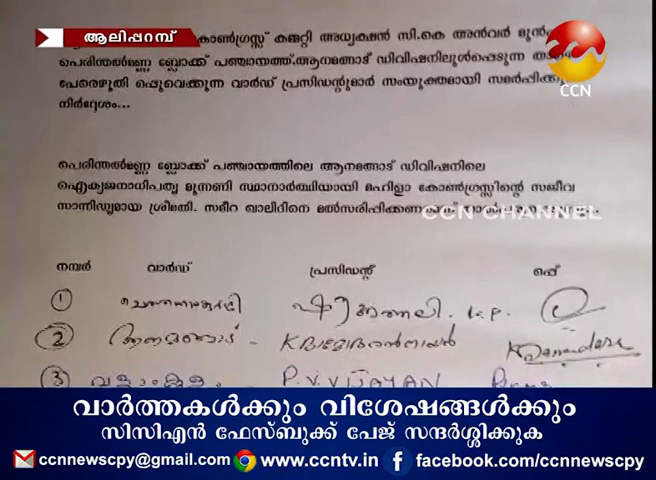 ആലിപ്പറമ്പ്
കോൺഗ്രസ്സ് കമ്മറ്റി അധ്യക്ഷൻ സി.കെ അൻവർ
CCN
പെരിന്തൽമണ്ണ ബ്ലോക്ക് പഞ്ചായത്ത്.ആനമങ്ങാട് ഡിവിഷനിലുൾപ്പെടുന്ന
പേരെഴുതി ഒപ്പുവെക്കുന്ന വാർഡ് പ്രസിഡന്റുമാർ സംയുക്തമായി
നിർദ്ദേശം...
പെരിന്തൽമണ്ണ ബ്ലോക്ക് പഞ്ചായത്തിലെ ആനമങ്ങാട് ഡിവിഷനിലെ
ഐക്യജനാധിപത്യ മുന്നണി സ്ഥാനാർത്ഥിയായി മഹിളാ കോൺഗ്രസ്സിന്റെ സജീവ
സാന്നിദ്ധ്യമായ ശ്രീമതി. സമീറ ഖാലിദിനെ മൽസരിപ്പിക്കണമെന്ന്
CCN CHANNEL
നമ്പർ വാർഡ് പ്രസിഡന്റ് ഒപ്പ്
1 K.P.
2 ആനമങ്ങാട് -
3 P.V. VIJAYAN
വാർത്തകൾക്കും വിശേഷങ്ങൾക്കും
സിസിഎൻ ഫേസ്ബുക്ക് പേജ് സന്ദർശ്ശിക്കുക
ccnnewscpy@gmail.com www.ccntv.in facebook.com/ccnnewscpy